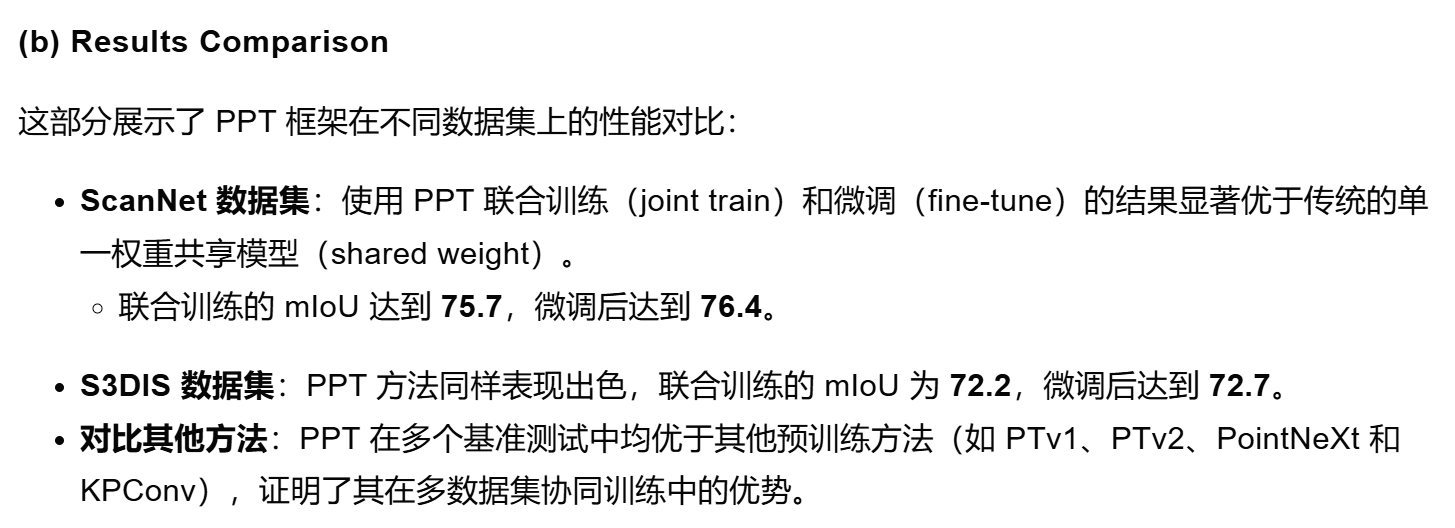 (b) Results Comparison
这部分展示了 PPT 框架在不同数据集上的性能对比：
• ScanNet 数据集：使用 PPT 联合训练（joint train）和微调（fine-tune）的结果显著优于传统的单
一权重共享模型（shared weight）。
○ 联合训练的 mIoU 达到 75.7，微调后达到 76.4。
• S3DIS 数据集：PPT 方法同样表现出色，联合训练的 mIoU 为 72.2，微调后达到 72.7。
• 对比其他方法：PPT 在多个基准测试中均优于其他预训练方法（如 PTv1、PTv2、PointNeXt 和
KPConv），证明了其在多数据集协同训练中的优势。